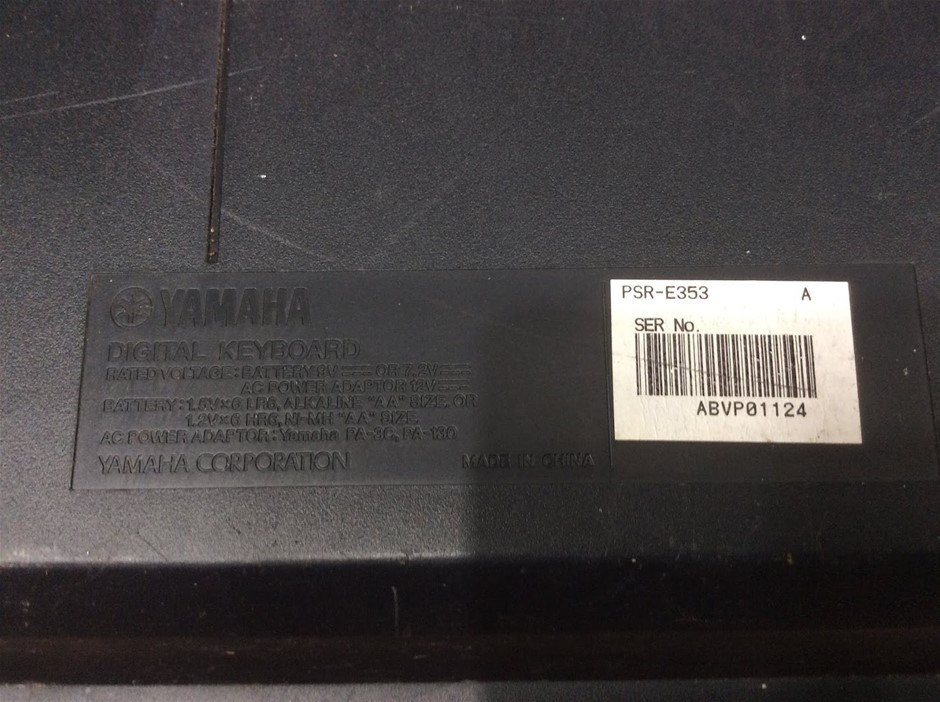 YAMAHA
DIGITAL KEYBOARD
RATED VOLTAGE: BATTERY 9V ⎓ OR 7.2V ⎓
AC POWER ADAPTOR 12V ⎓
BATTERY: 1.5V×6 LR6, ALKALINE "AA" SIZE OR
1.2V×6 HR6, Ni-MH "AA" SIZE
AC POWER ADAPTOR: Yamaha PA-3C, PA-130
YAMAHA CORPORATION MADE IN CHINA
PSR-E353 A
SER No.
ABVP01124